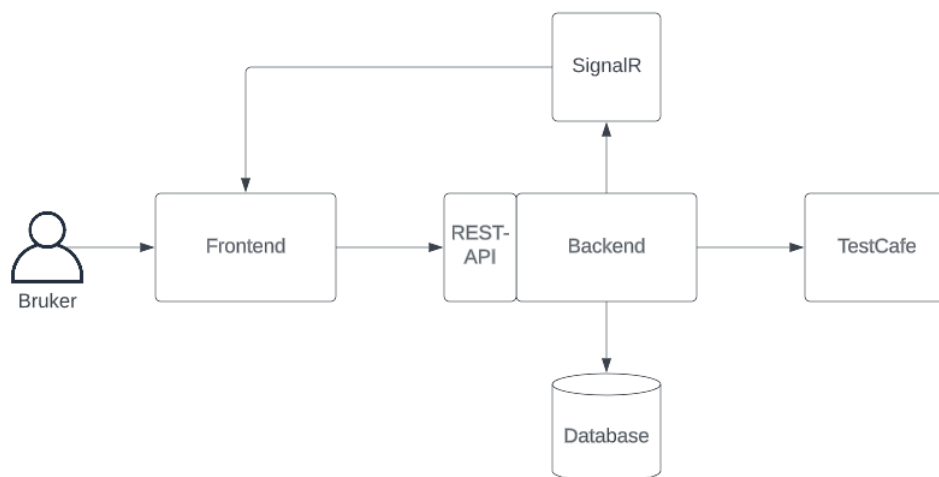 SignalR
Frontend
REST-
API
Backend
TestCafe
Bruker
Database